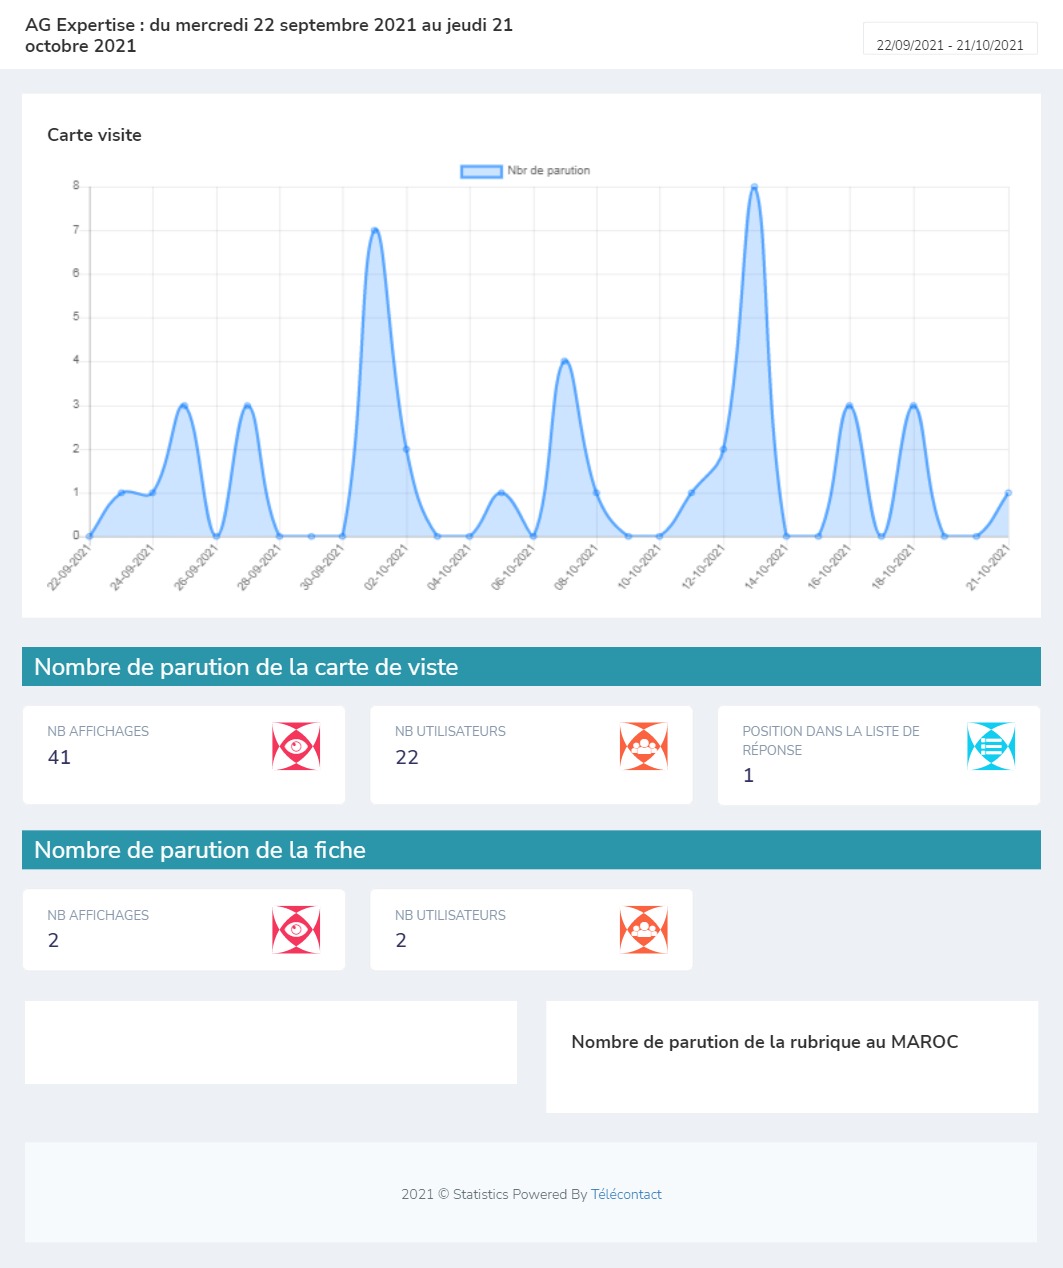 AG Expertise : du mercredi 22 septembre 2021 au jeudi 21
octobre 2021
22/09/2021 - 21/10/2021
Carte visite
Nbr de parution
8
7
6
5
4
3
2
1
0
22-09-2021
24-09-2021
26-09-2021
28-09-2021
30-09-2021
02-10-2021
04-10-2021
06-10-2021
08-10-2021
10-10-2021
12-10-2021
14-10-2021
16-10-2021
18-10-2021
21-10-2021
Nombre de parution de la carte de viste
NB AFFICHAGES
41
NB UTILISATEURS
22
POSITION DANS LA LISTE DE
RÉPONSE
1
Nombre de parution de la fiche
NB AFFICHAGES
2
NB UTILISATEURS
2
Nombre de parution de la rubrique au MAROC
2021 © Statistics Powered By Télécontact